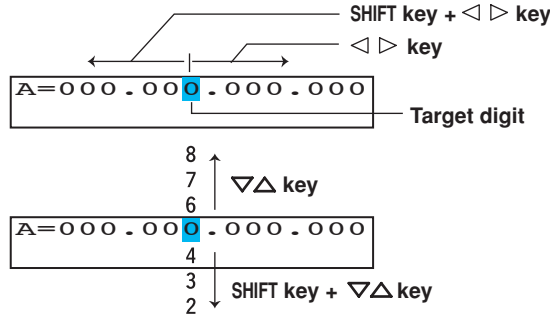 SHIFT key + ◁ ▷ key
◁ ▷ key
A=000.000.000.000
Target digit
8
7
6
▽△ key
A=000.000.000.000
4
3
2
SHIFT key + ▽△ key